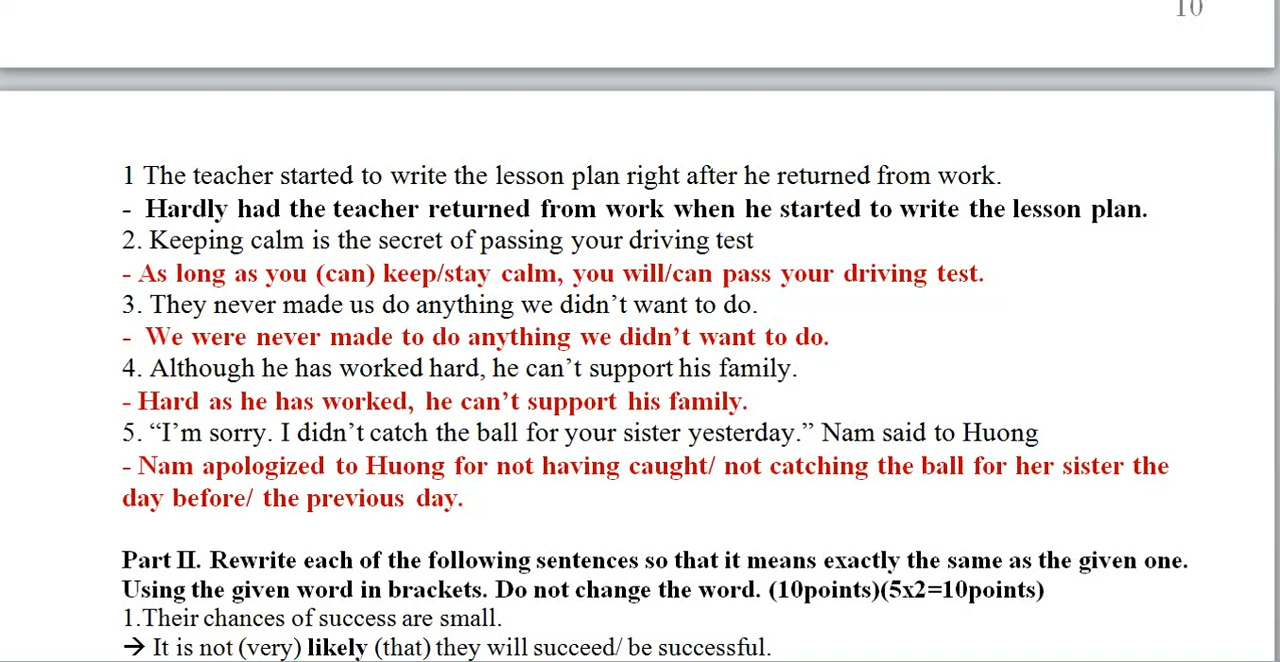 10
1 The teacher started to write the lesson plan right after he returned from work.
- Hardly had the teacher returned from work when he started to write the lesson plan.
2. Keeping calm is the secret of passing your driving test
- As long as you (can) keep/stay calm, you will/can pass your driving test.
3. They never made us do anything we didn’t want to do.
- We were never made to do anything we didn’t want to do.
4. Although he has worked hard, he can’t support his family.
- Hard as he has worked, he can’t support his family.
5. “I’m sorry. I didn’t catch the ball for your sister yesterday.” Nam said to Huong
- Nam apologized to Huong for not having caught/ not catching the ball for her sister the
day before/ the previous day.
Part II. Rewrite each of the following sentences so that it means exactly the same as the given one.
Using the given word in brackets. Do not change the word. (10points)(5x2=10points)
1.Their chances of success are small.
→ It is not (very) likely (that) they will succeed/ be successful.